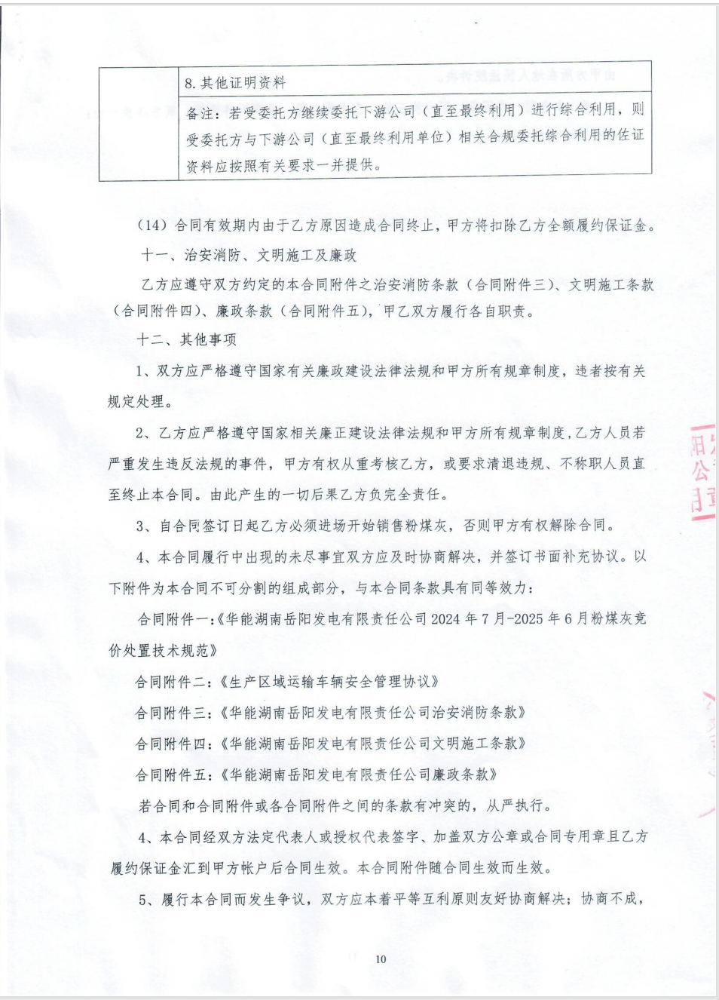 8.其他证明资料
备注：若受委托方继续委托下游公司（直至最终利用）进行综合利用，则
受委托方与下游公司（直至最终利用单位）相关合规委托综合利用的佐证
资料应按照有关要求一并提供。
（14）合同有效期内由于乙方原因造成合同终止，甲方将扣除乙方全额履约保证金。
十一、治安消防、文明施工及廉政
乙方应遵守双方约定的本合同附件之治安消防条款（合同附件三）、文明施工条款
（合同附件四）、廉政条款（合同附件五），甲乙双方履行各自职责。
十二、其他事项
1、双方应严格遵守国家有关廉政建设法律法规和甲方所有规章制度，违者按有关
规定处理。
2、乙方应严格遵守国家相关廉正建设法律法规和甲方所有规章制度,乙方人员若
严重发生违反法规的事件，甲方有权从重考核乙方，或要求清退违规、不称职人员直
至终止本合同。由此产生的一切后果乙方负完全责任。
3、自合同签订日起乙方必须进场开始销售粉煤灰，否则甲方有权解除合同。
4、本合同履行中出现的未尽事宜双方应及时协商解决，并签订书面补充协议。以
下附件为本合同不可分割的组成部分，与本合同条款具有同等效力：
合同附件一:《华能湖南岳阳发电有限责任公司2024年7月-2025年6月粉煤灰竞
价处置技术规范》
合同附件二：《生产区域运输车辆安全管理协议》
合同附件三：《华能湖南岳阳发电有限责任公司治安消防条款》
合同附件四：《华能湖南岳阳发电有限责任公司文明施工条款》
合同附件五：《华能湖南岳阳发电有限责任公司廉政条款》
若合同和合同附件或各合同附件之间的条款有冲突的，从严执行。
4、本合同经双方法定代表人或授权代表签字、加盖双方公章或合同专用章且乙方
履约保证金汇到甲方帐户后合同生效。本合同附件随合同生效而生效。
5、履行本合同而发生争议，双方应本着平等互利原则友好协商解决；协商不成，
10